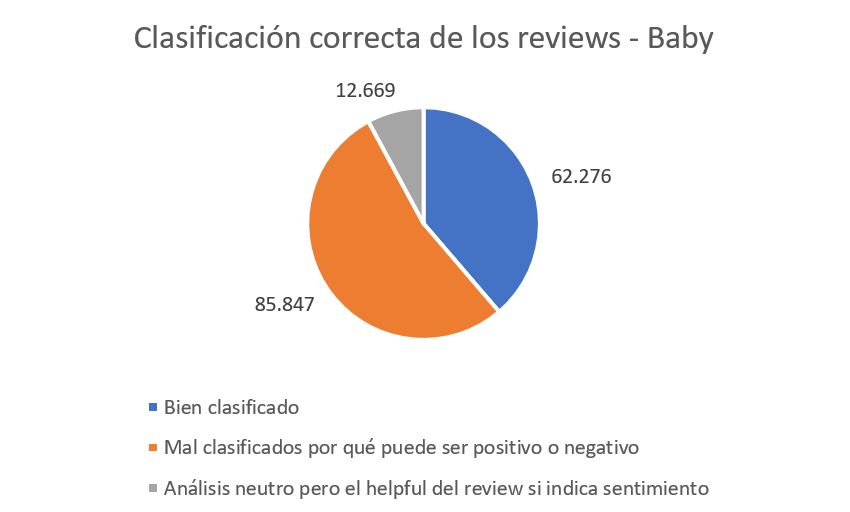 Clasificación correcta de los reviews - Baby
12.669
62.276
85.847
Bien clasificado
Mal clasificados por qué puede ser positivo o negativo
Análisis neutro pero el helpful del review si indica sentimiento